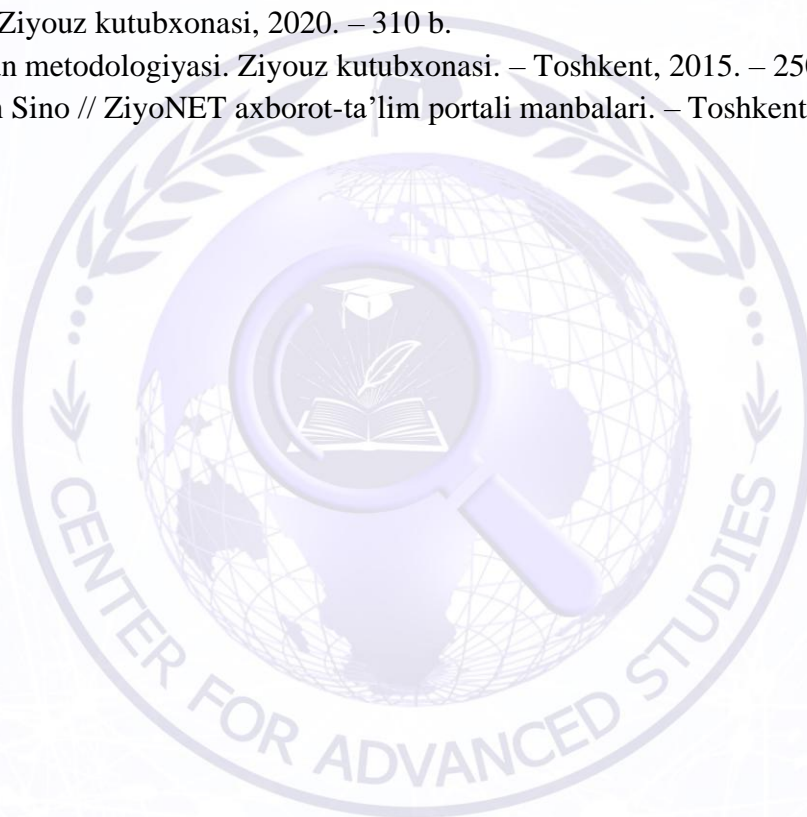 Ziyouz kutubxonasi, 2020. – 310 b.
n metodologiyasi. Ziyouz kutubxonasi. – Toshkent, 2015. – 250
Sino // ZiyoNET axborot-ta’lim portali manbalari. – Toshkent
CENTER FOR ADVANCED STUDIES